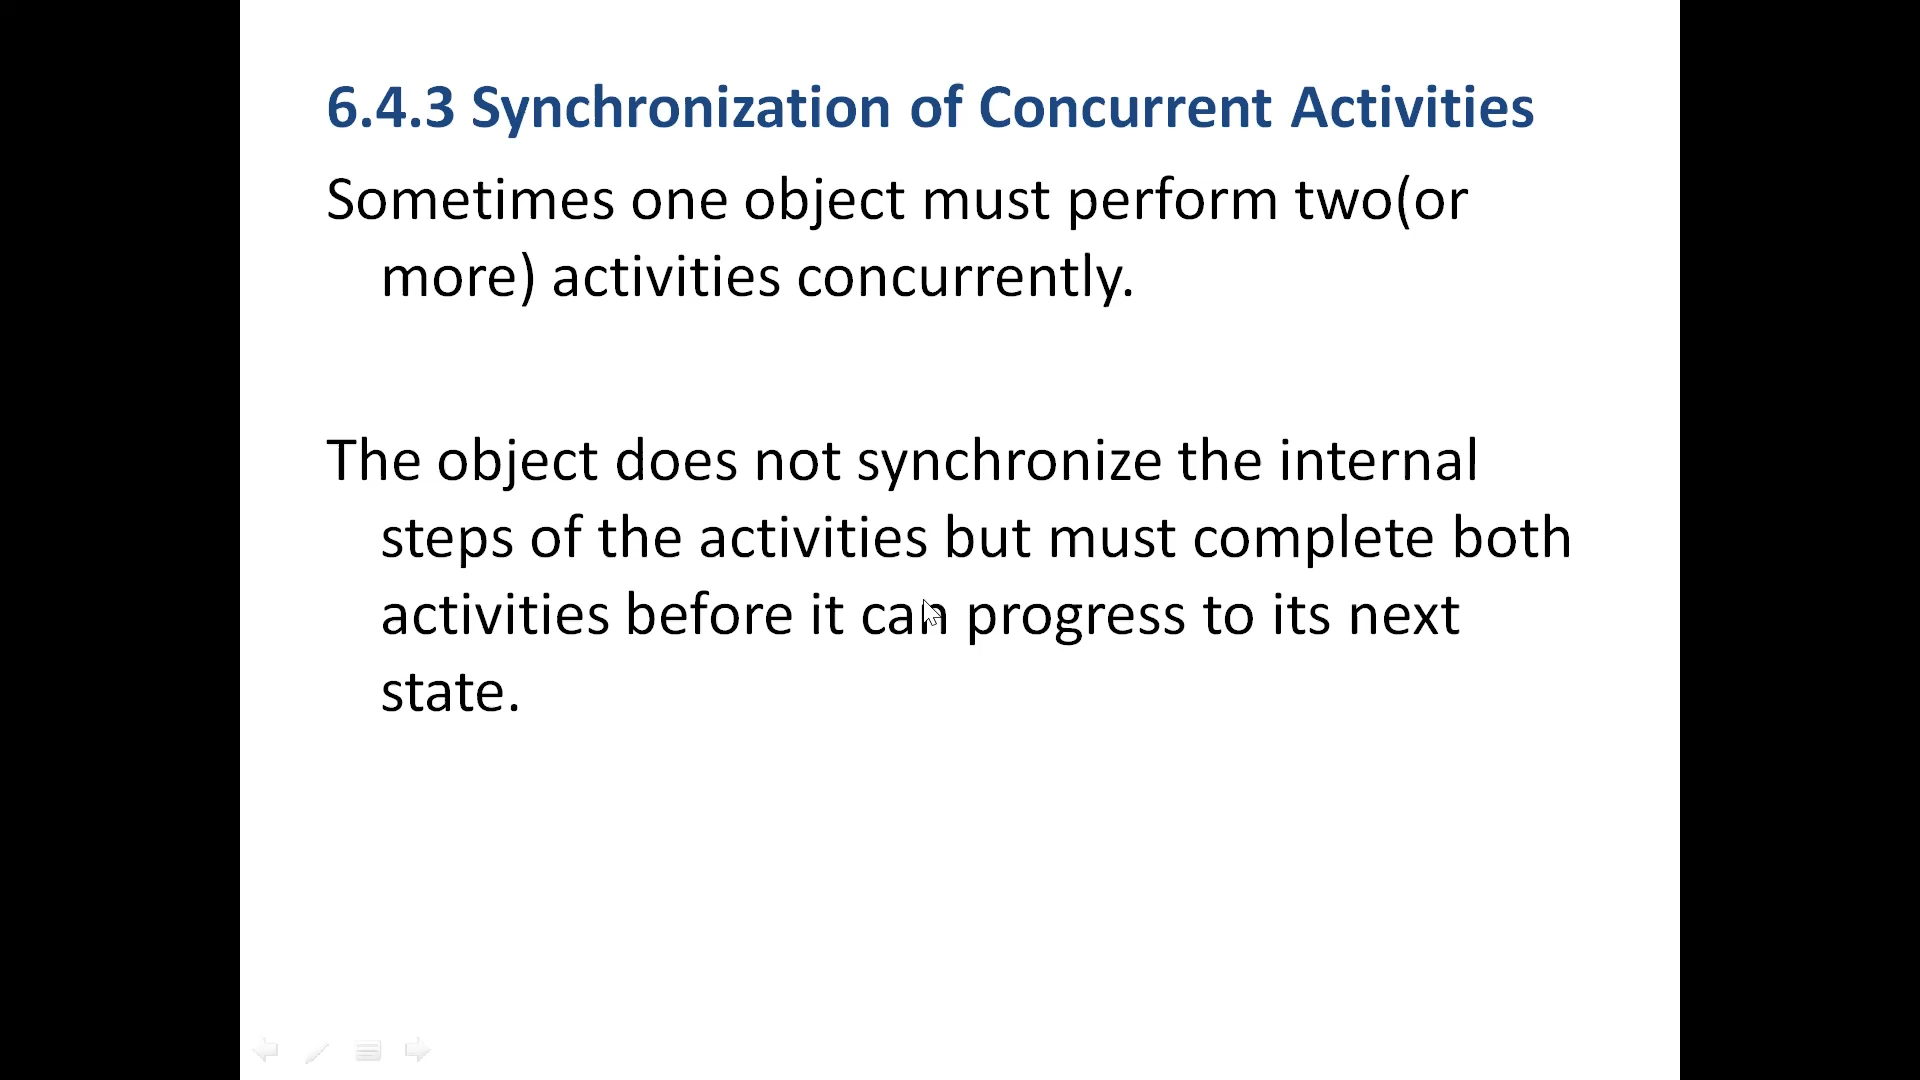 6.4.3 Synchronization of Concurrent Activities
Sometimes one object must perform two(or
more) activities concurrently.
The object does not synchronize the internal
steps of the activities but must complete both
activities before it can progress to its next
state.